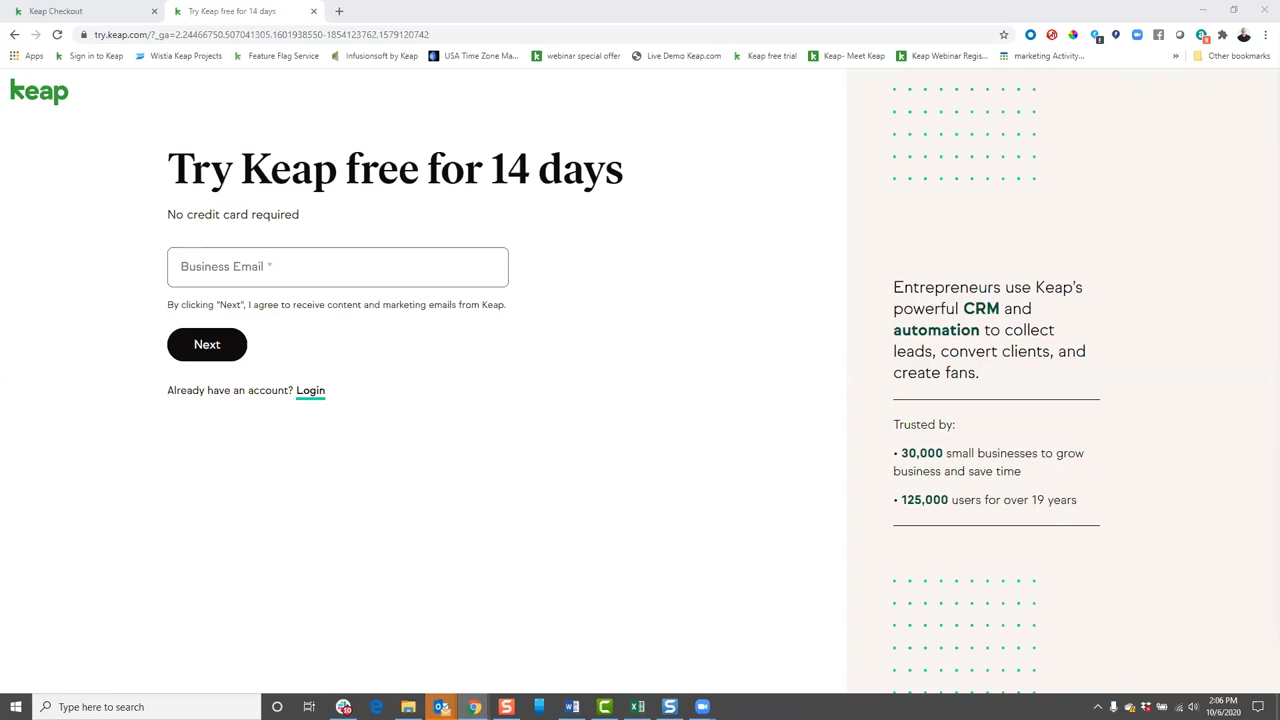 Keap Checkout
Try Keap free for 14 days
try.keap.com/?_ga=2.24466750.507041305.1601938550-1854123762.1579120742
Apps
Sign in to Keap
Wistia Keap Projects
Feature Flag Service
Infusionsoft by Keap
USA Time Zone Ma...
webinar special offer
Live Demo Keap.com
Keap free trial
Keap- Meet Keap
Keap Webinar Regis...
marketing Activity...
»
Other bookmarks
keap
Try Keap free for 14 days
No credit card required
Business Email *
By clicking "Next", I agree to receive content and marketing emails from Keap.
Next
Already have an account? Login
Entrepreneurs use Keap's
powerful CRM and
automation to collect
leads, convert clients, and
create fans.
Trusted by:
• 30,000 small businesses to grow
business and save time
• 125,000 users for over 19 years
Type here to search
2:06 PM
10/6/2020